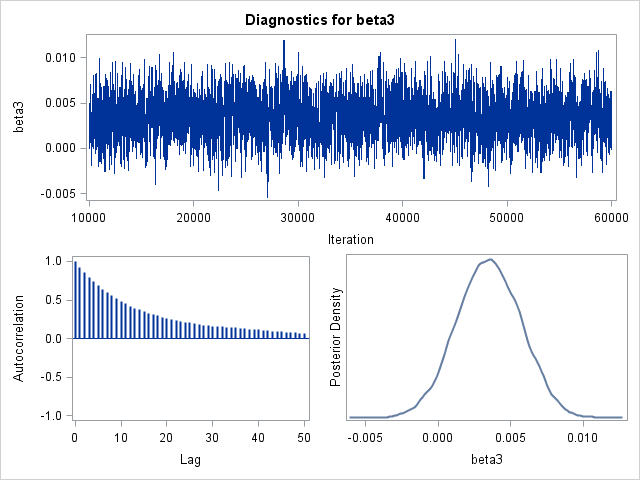 Diagnostics for beta3
beta3
0.010
0.005
0.000
-0.005
10000 20000 30000 40000 50000 60000
Iteration
Autocorrelation
1.0
0.5
0.0
-0.5
-1.0
0 10 20 30 40 50
Lag
Posterior Density
-0.005 0.000 0.005 0.010
beta3